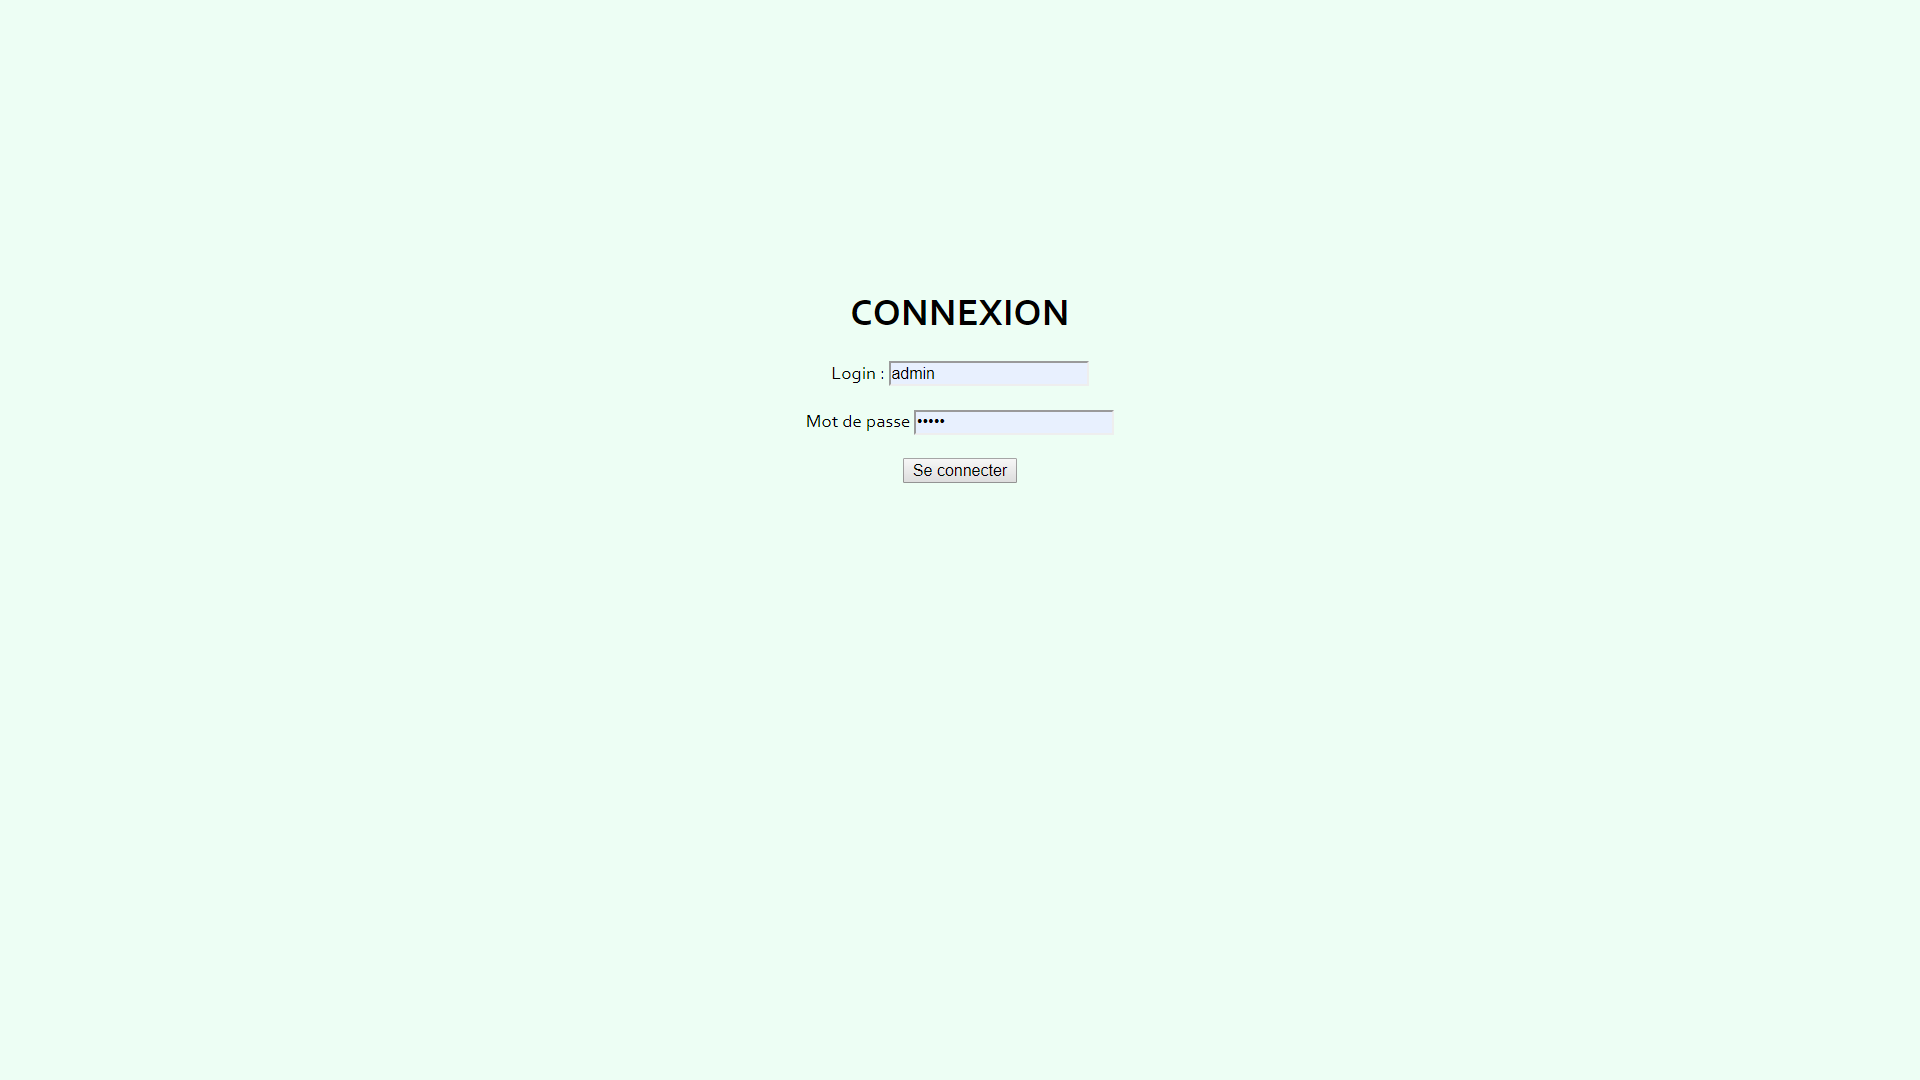 CONNEXION
Login : admin
Mot de passe •••••
Se connecter